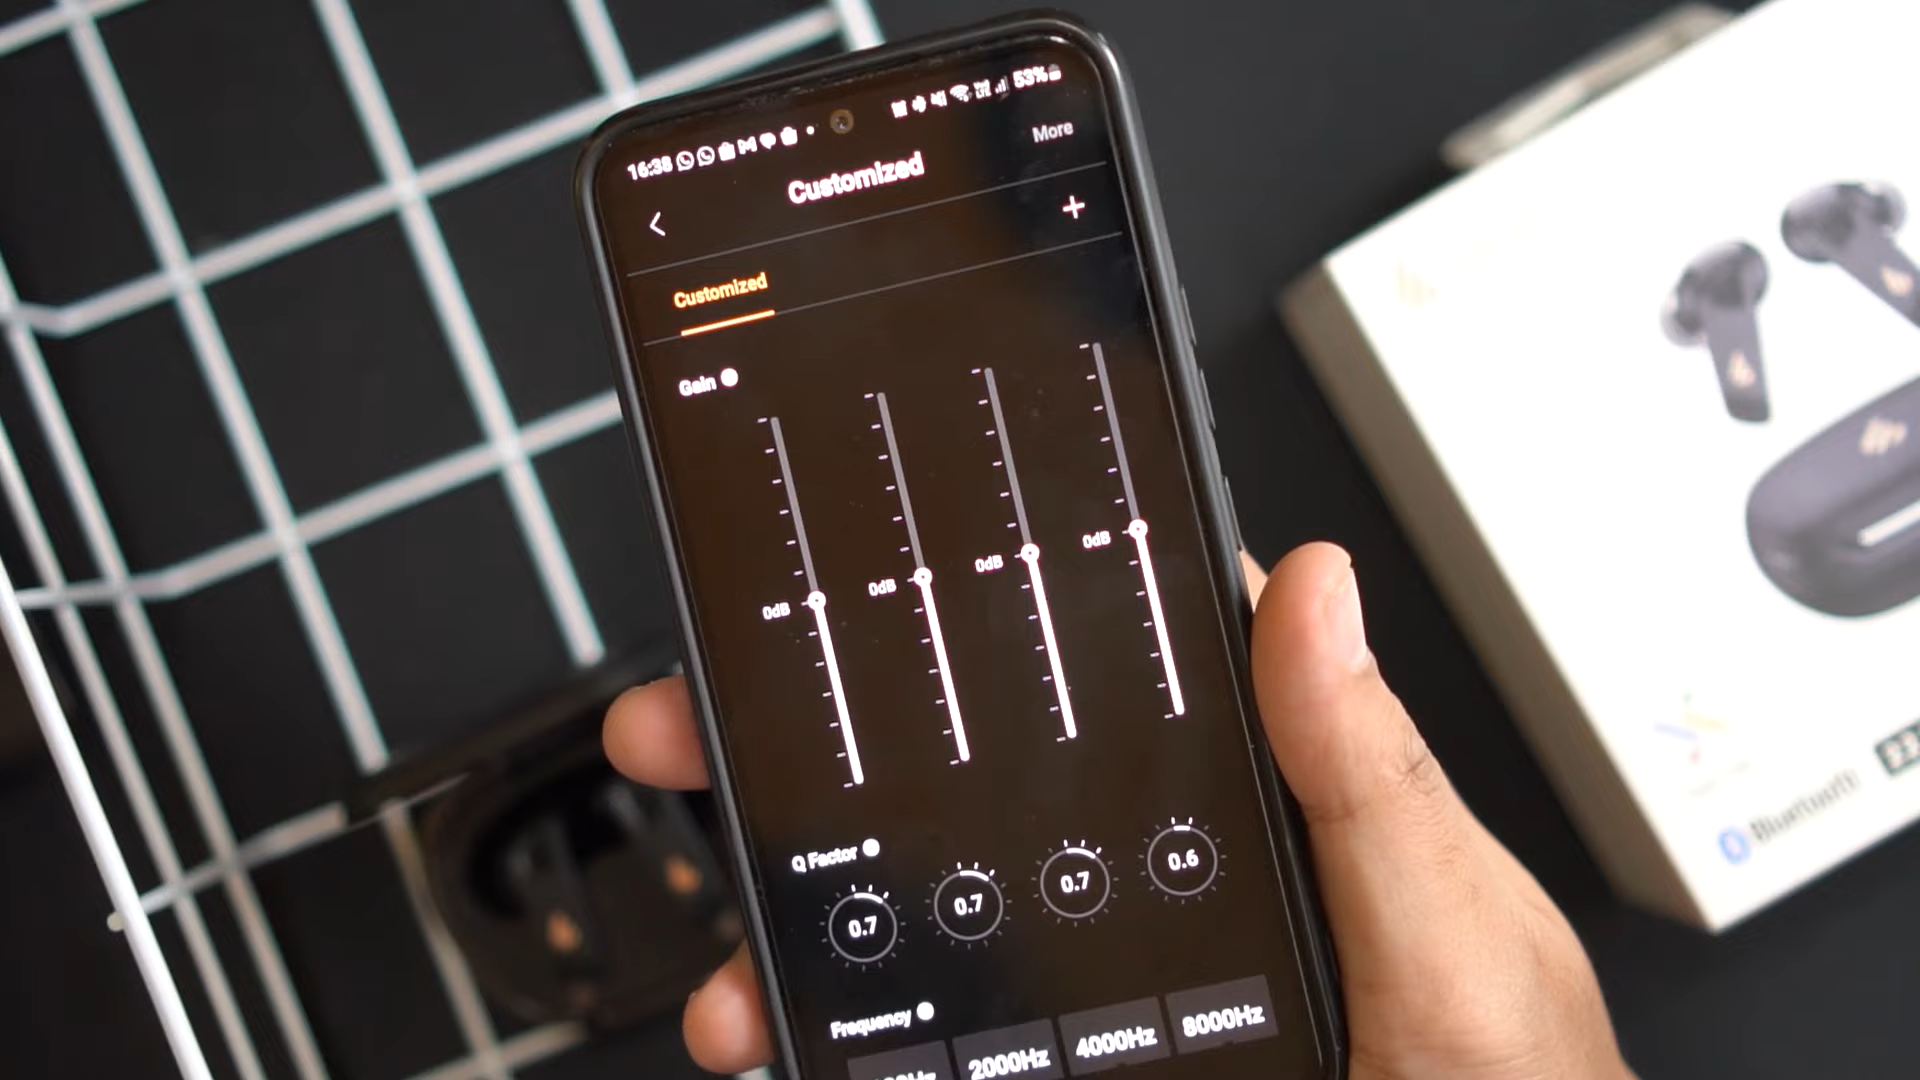 16:38 53%
More
Customized
Customized
Gain
0dB 0dB 0dB 0dB
Q Factor
0.7 0.7 0.7 0.6
Frequency
2000Hz 4000Hz 8000Hz
Bluetooth